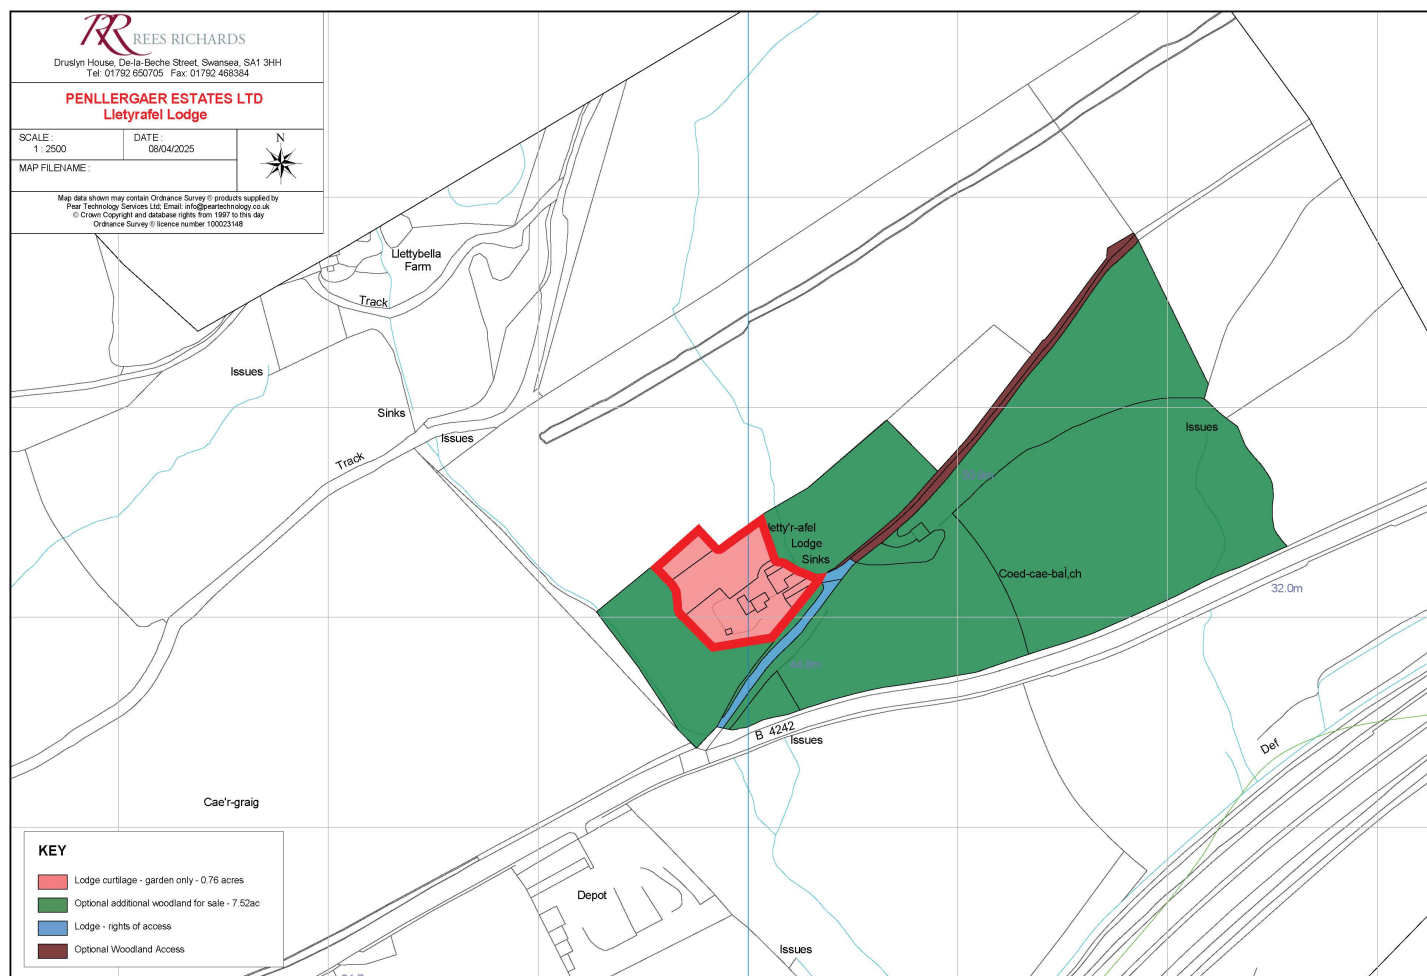 RR REES RICHARDS
Druslyn House, De-la-Beche Street, Swansea, SA1 3HH
Tel: 01792 650705 Fax: 01792 468384
PENLLERGAER ESTATES LTD
Lletyrafel Lodge
SCALE :
1 : 2500
DATE :
08/04/2025
N
MAP FILENAME :
Map data shown may contain Ordnance Survey © products supplied by
Pear Technology Services Ltd; Email: info@peartechnology.co.uk
© Crown Copyright and database rights from 1997 to this day
Ordnance Survey ® licence number 100023148
Llettybella
Farm
Track
Issues
Sinks
Issues
Track
Issues
letty'r-afel
Lodge
Sinks
Coed-cae-bal,ch
32.0m
B 4242
Issues
Def
Cae'r-graig
Depot
Issues
KEY
Lodge curtilage - garden only - 0.76 acres
Optional additional woodland for sale - 7.52ac
Lodge - rights of access
Optional Woodland Access